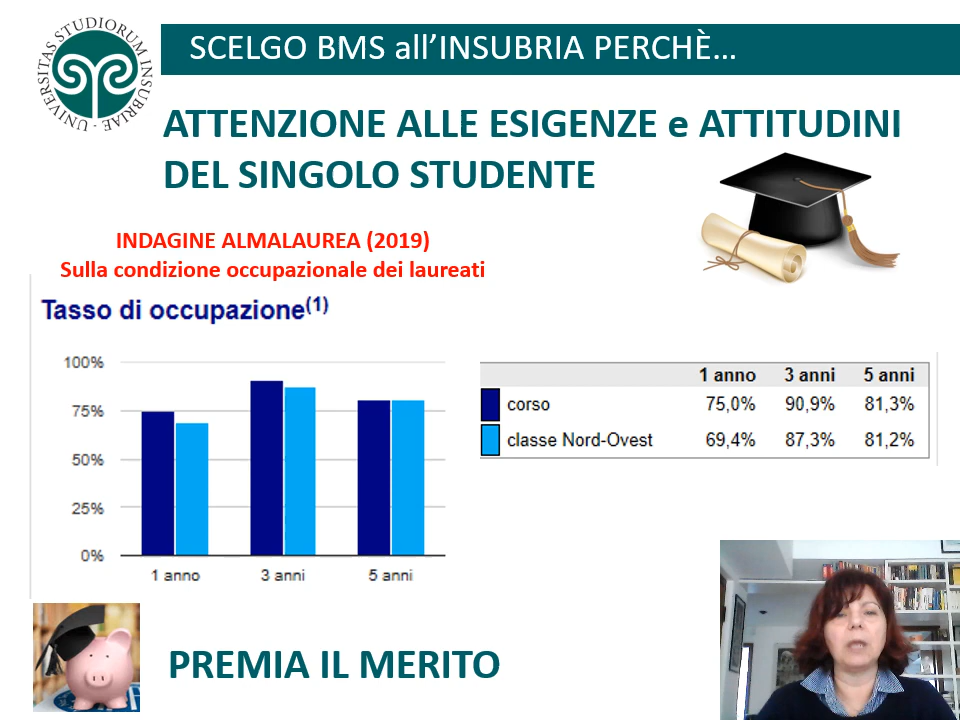 UNIVERSITAS STUDIORUM INSUBRIAE
SCELGO BMS all’INSUBRIA PERCHÈ…
ATTENZIONE ALLE ESIGENZE e ATTITUDINI
DEL SINGOLO STUDENTE
INDAGINE ALMALAUREA (2019)
Sulla condizione occupazionale dei laureati
Tasso di occupazione(1)
100%
75%
50%
25%
0%
1 anno 3 anni 5 anni
1 anno 3 anni 5 anni
corso 75,0% 90,9% 81,3%
classe Nord-Ovest 69,4% 87,3% 81,2%
PREMIA IL MERITO